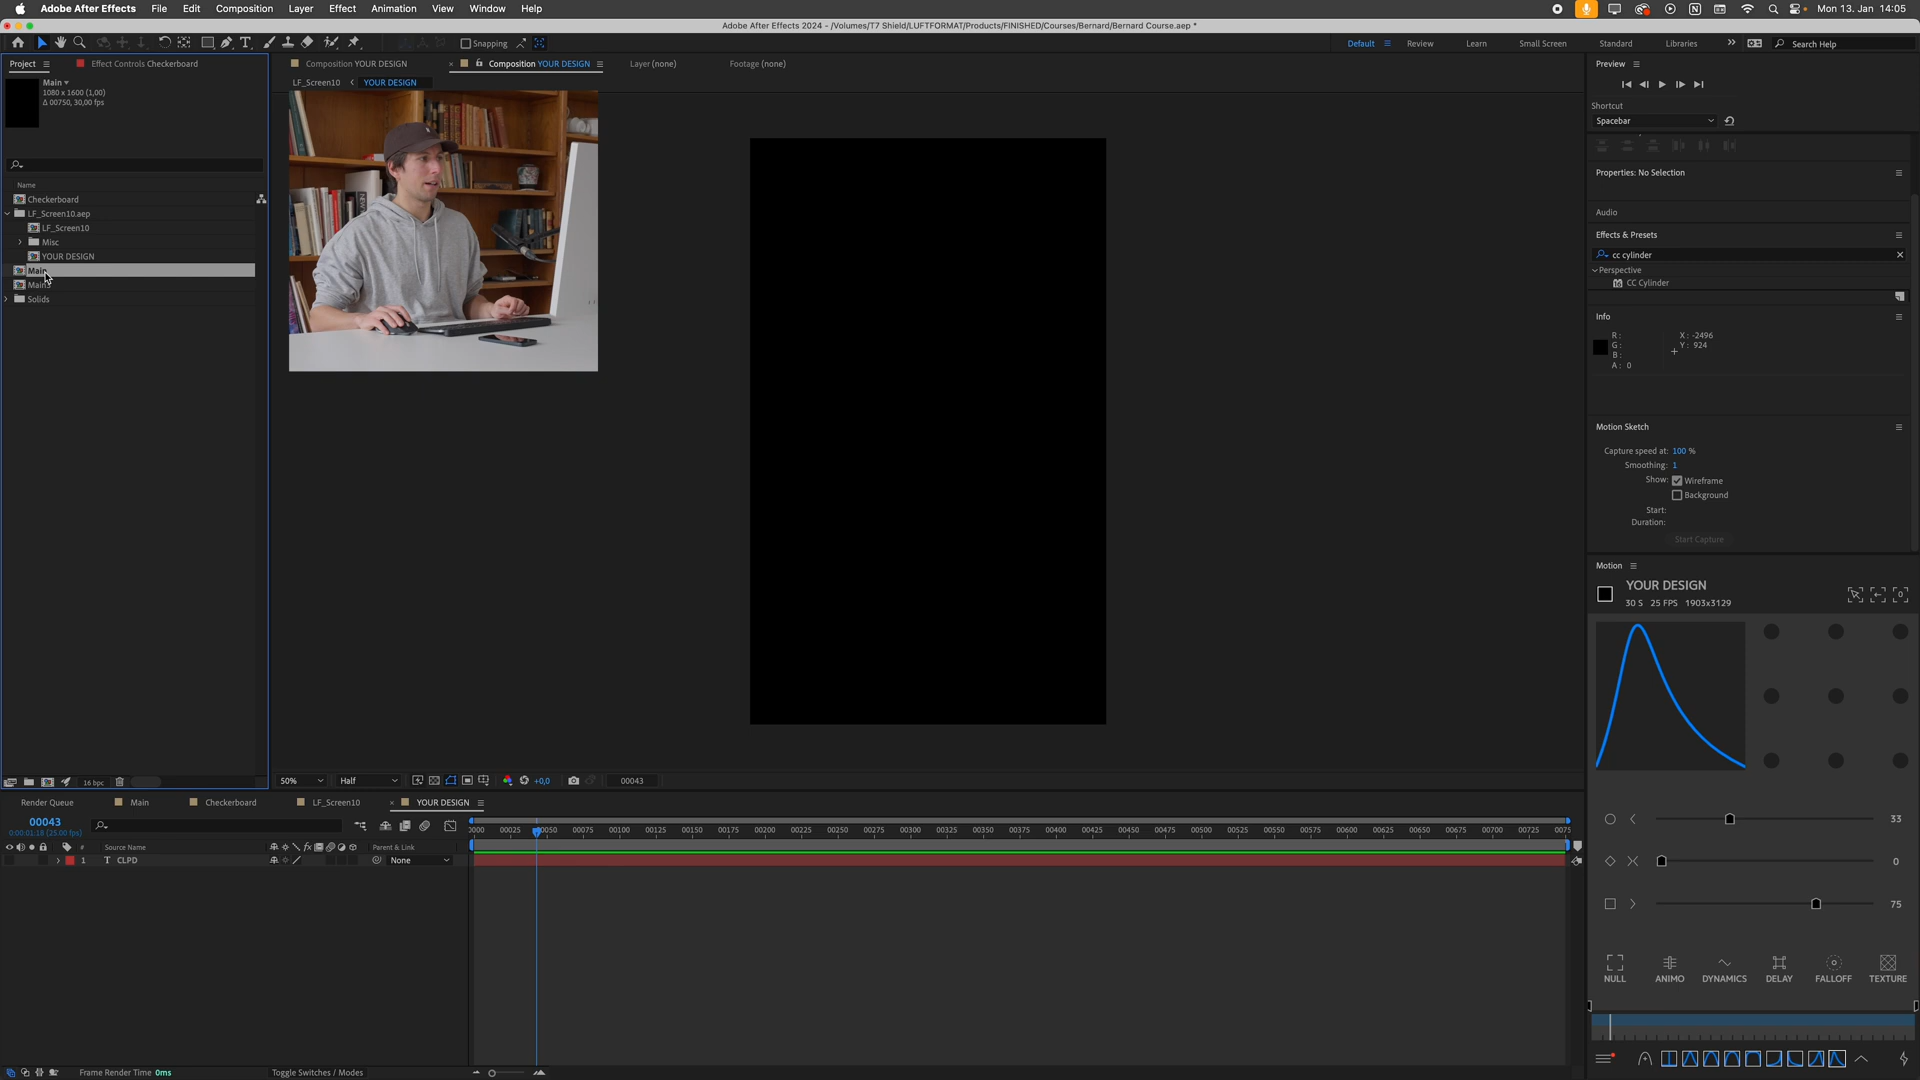 Adobe After Effects File Edit Composition Layer Effect Animation View Window Help
Mon 13. Jan 14:05
Adobe After Effects 2024 - /Volumes/T7 Shield/LUFTFORMAT/Products/FINISHED/Courses/Bernard/Bernard Course.aep *
Snapping
Default Review Learn Small Screen Standard Libraries Search Help
Project Effect Controls Checkerboard
Composition YOUR DESIGN Composition YOUR DESIGN Layer (none) Footage (none)
Main
1080 x 1600 (1,00)
Δ 00750, 30,00 fps
LF_Screen10 YOUR DESIGN
Name
Checkerboard
LF_Screen10.aep
LF_Screen10
Misc
YOUR DESIGN
Main
Main
Solids
16 bpc
50% Half +0,0 00043
Preview
Shortcut
Spacebar
Properties: No Selection
Audio
Effects & Presets
cc cylinder
Perspective
CC Cylinder
Info
R: X: -2496
G: Y: 924
B:
A: 0
Motion Sketch
Capture speed at: 100 %
Smoothing: 1
Show: Wireframe
Background
Start:
Duration:
Start Capture
Motion
YOUR DESIGN
30 S 25 FPS 1903x3129
33
0
75
NULL ANIMO DYNAMICS DELAY FALLOFF TEXTURE
Render Queue Main Checkerboard LF_Screen10 YOUR DESIGN
00043
0:00:01:18 (25.00 fps)
0000 00025 00050 00075 00100 00125 00150 00175 00200 00225 00250 00275 00300 00325 00350 00375 00400 00425 00450 00475 00500 00525 00550 00575 00600 00625 00650 00675 00700 00725 0075
# Source Name Parent & Link
1 T CLPD None
Frame Render Time 0ms Toggle Switches / Modes